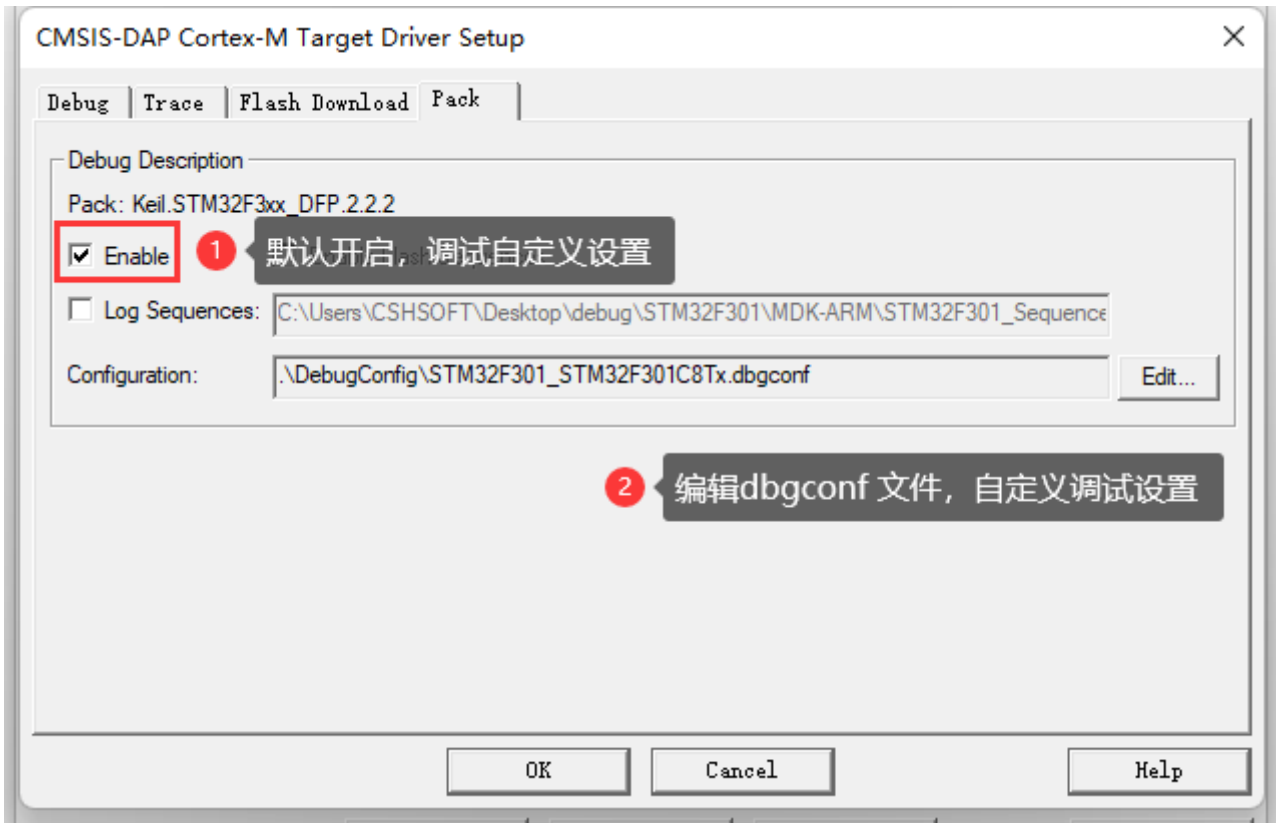 CMSIS-DAP Cortex-M Target Driver Setup
Debug Trace Flash Download Pack
Debug Description
Pack: Keil.STM32F3xx_DFP.2.2.2
Enable
1 默认开启，调试自定义设置
Log Sequences: C:\Users\CSHSOFT\Desktop\debug\STM32F301\MDK-ARM\STM32F301_Sequence
Configuration: .\DebugConfig\STM32F301_STM32F301C8Tx.dbgconf Edit...
2 编辑dbgconf 文件，自定义调试设置
OK Cancel Help